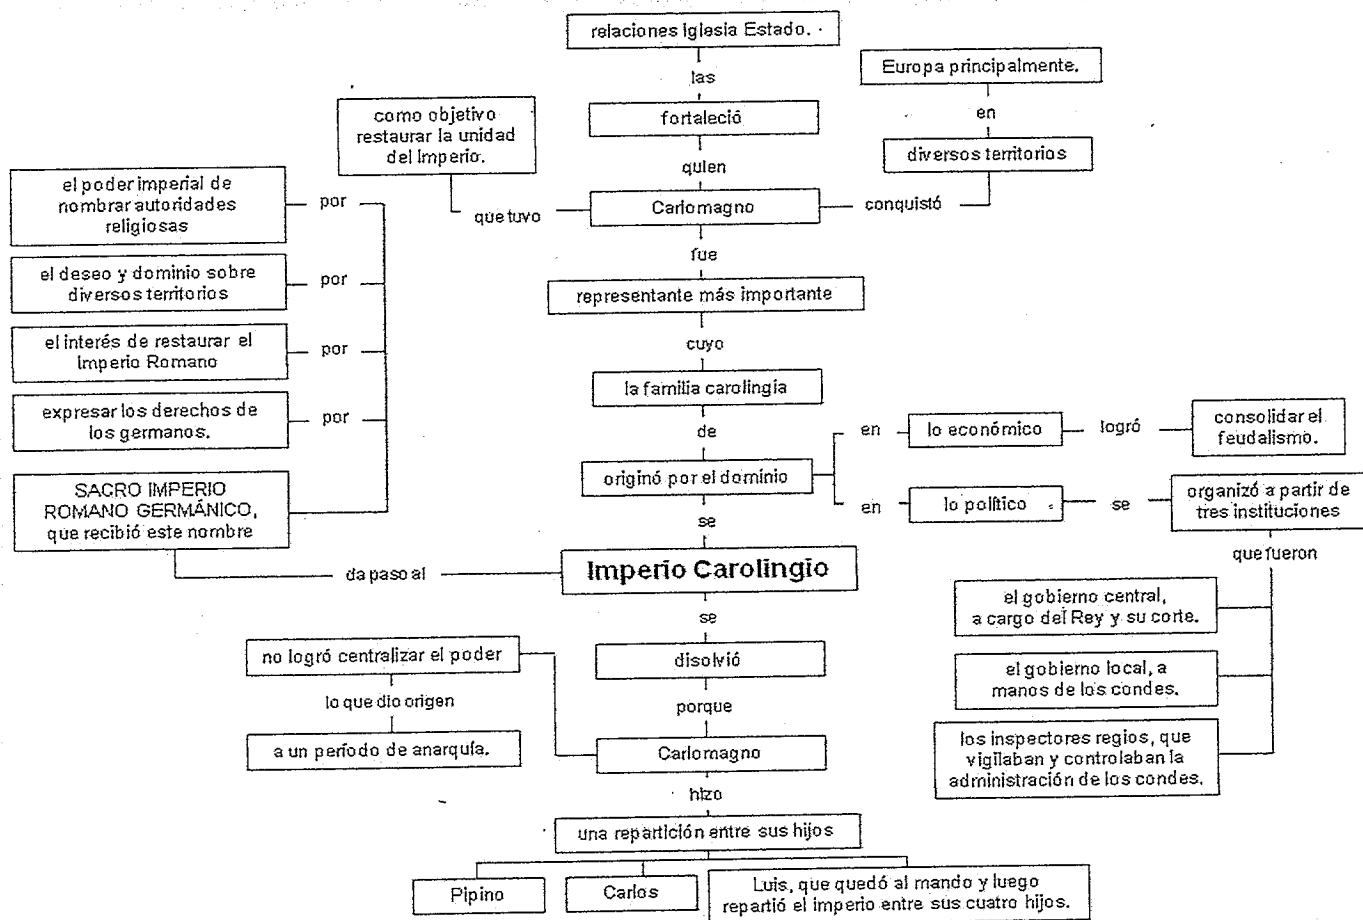 relaciones Iglesia Estado.
las
Europa principalmente.
como objetivo
restaurar la unidad
del Imperio.
fortaleció
en
diversos territorios
quien
el poder imperial de
nombrar autoridades
religiosas
por
que tuvo
Carlomagno
conquistó
fue
el deseo y dominio sobre
diversos territorios
por
representante más importante
el interés de restaurar el
Imperio Romano
por
cuyo
la familia carolingia
expresar los derechos de
los germanos.
por
de
en
lo económico
logró
consolidar el
feudalismo.
originó por el dominio
SACRO IMPERIO
ROMANO GERMÁNICO,
que recibió este nombre
en
lo político
se
organizó a partir de
tres instituciones
se
que fueron
da paso al
Imperio Carolingio
el gobierno central,
a cargo del Rey y su corte.
se
no logró centralizar el poder
disolvió
el gobierno local, a
manos de los condes.
lo que dio origen
porque
a un período de anarquía.
Carlomagno
los inspectores regios, que
vigilaban y controlaban la
administración de los condes.
hizo
una repartición entre sus hijos
Pipino
Carlos
Luis, que quedó al mando y luego
repartió el imperio entre sus cuatro hijos.